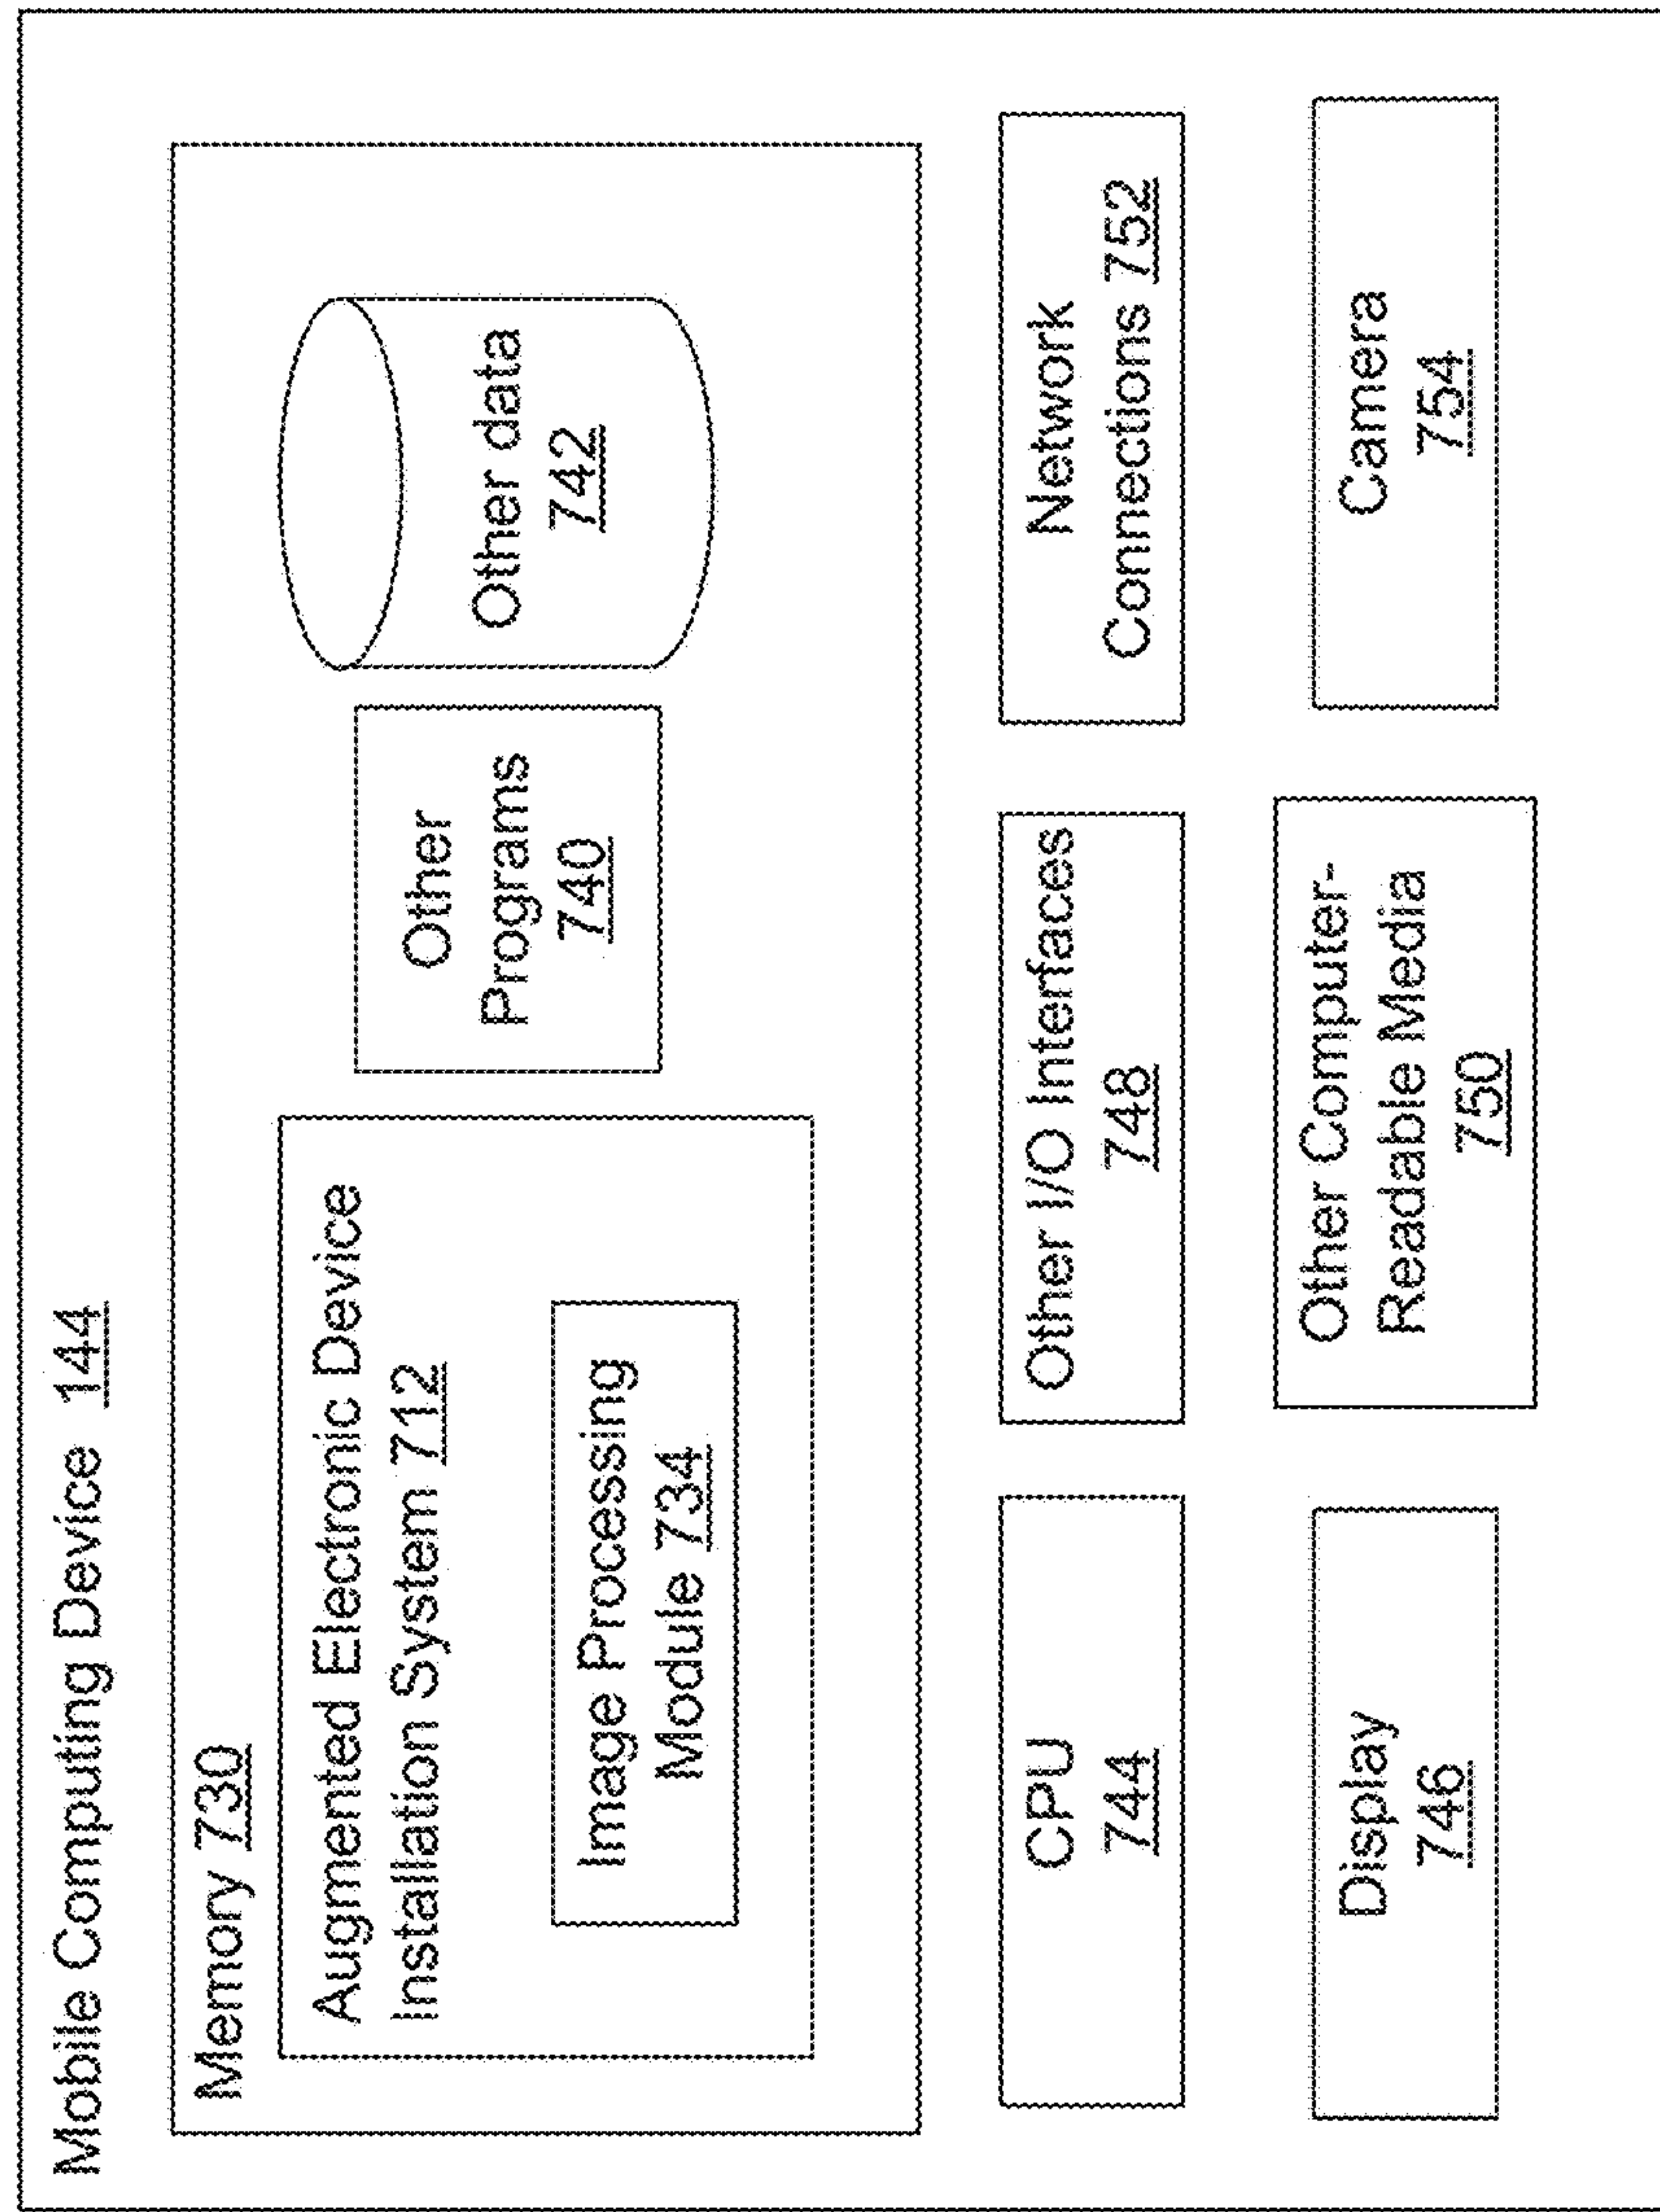 Mobile Computing Device 144
Memory 730
Augmented Electronic Device
Installation System 712
Image Processing
Module 734
Other
Programs
740
Other data
742
CPU
744
Other I/O Interfaces
748
Network
Connections 752
Display
746
Other Computer-
Readable Media
750
Camera
754